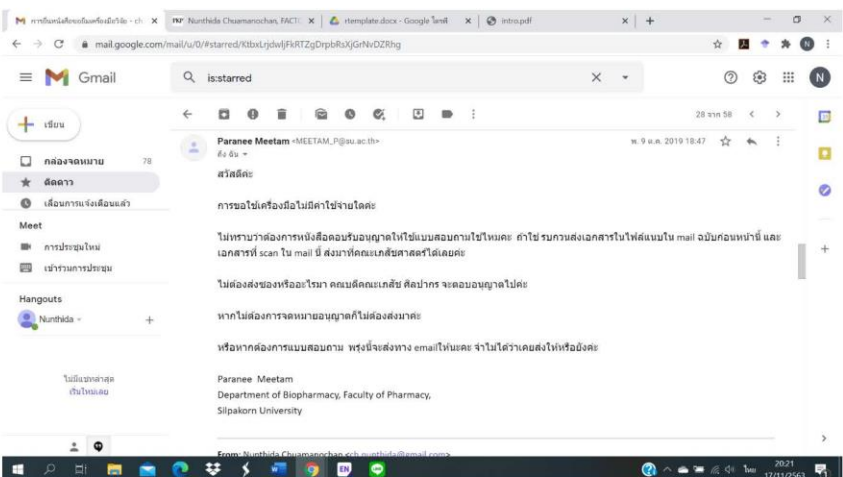 การยืมหนังสือขอยืมเครื่องมือวิจัย - ch
Nunthida Chuamanochan, FACTO
rtemplate.docx - Google ไดรฟ์
intro.pdf
mail.google.com/mail/u/0/#starred/KtbxLrjdwljFkRTZgDrpbRsXjGrNvDZRhg
Gmail
is:starred
N
เขียน
28 จาก 58
กล่องจดหมาย 78
ติดดาว
เลื่อนการแจ้งเตือนแล้ว
Meet
การประชุมใหม่
เข้าร่วมการประชุม
Hangouts
Nunthida
ไม่มีแชทล่าสุด
เริ่มใหม่เลย
Paranee Meetam <MEETAM_P@su.ac.th>
พ. 9 ม.ค. 2019 18:47
ถึง ฉัน
สวัสดีค่ะ
การขอใช้เครื่องมือไม่มีค่าใช้จ่ายใดค่ะ
ไม่ทราบว่าต้องการหนังสือตอบรับอนุญาตให้ใช้แบบสอบถามใช่ไหมคะ ถ้าใช่ รบกวนส่งเอกสารในไฟล์แนบใน mail ฉบับก่อนหน้านี้ และ
เอกสารที่ scan ใน mail นี้ ส่งมาที่คณะเภสัชศาสตร์ได้เลยค่ะ
ไม่ต้องส่งซองหรืออะไรมา คณบดีคณะเภสัช ศิลปากร จะตอบอนุญาตไปค่ะ
หากไม่ต้องการจดหมายอนุญาตก็ไม่ต้องส่งมาค่ะ
หรือหากต้องการแบบสอบถาม พรุ่งนี้จะส่งทาง emailให้นะคะ จำไม่ได้ว่าเคยส่งให้หรือยังค่ะ
Paranee Meetam
Department of Biopharmacy, Faculty of Pharmacy,
Silpakorn University
From: Nunthida Chuamanochan <ch.nunthida@gmail.com>
EN
ไทย
20:21
17/11/2563